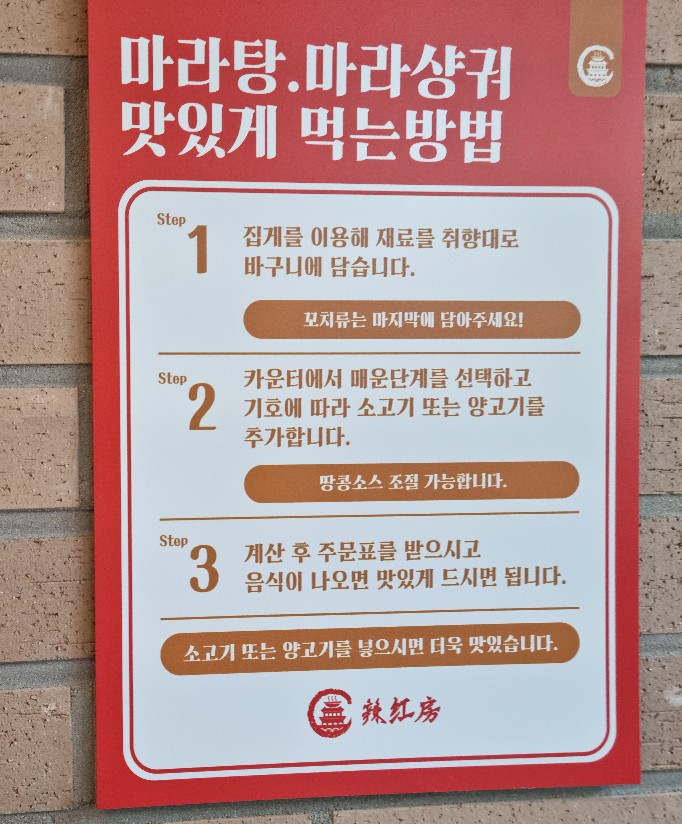 마라탕.마라샹궈
맛있게 먹는방법
Step 1
집게를 이용해 재료를 취향대로
바구니에 담습니다.
꼬치류는 마지막에 담아주세요!
Step 2
카운터에서 매운단계를 선택하고
기호에 따라 소고기 또는 양고기를
추가합니다.
땅콩소스 조절 가능합니다.
Step 3
계산 후 주문표를 받으시고
음식이 나오면 맛있게 드시면 됩니다.
소고기 또는 양고기를 넣으시면 더욱 맛있습니다.
辣红房